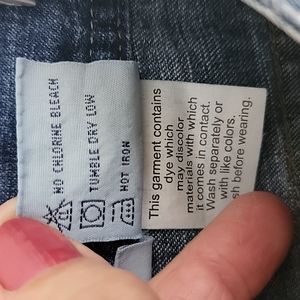 NO CHLORINE BLEACH
TUMBLE DRY LOW
HOT IRON
This garment contains
dye which
may discolor
materials with which
it comes in contact.
Wash separately or
with like colors.
sh before wearing.